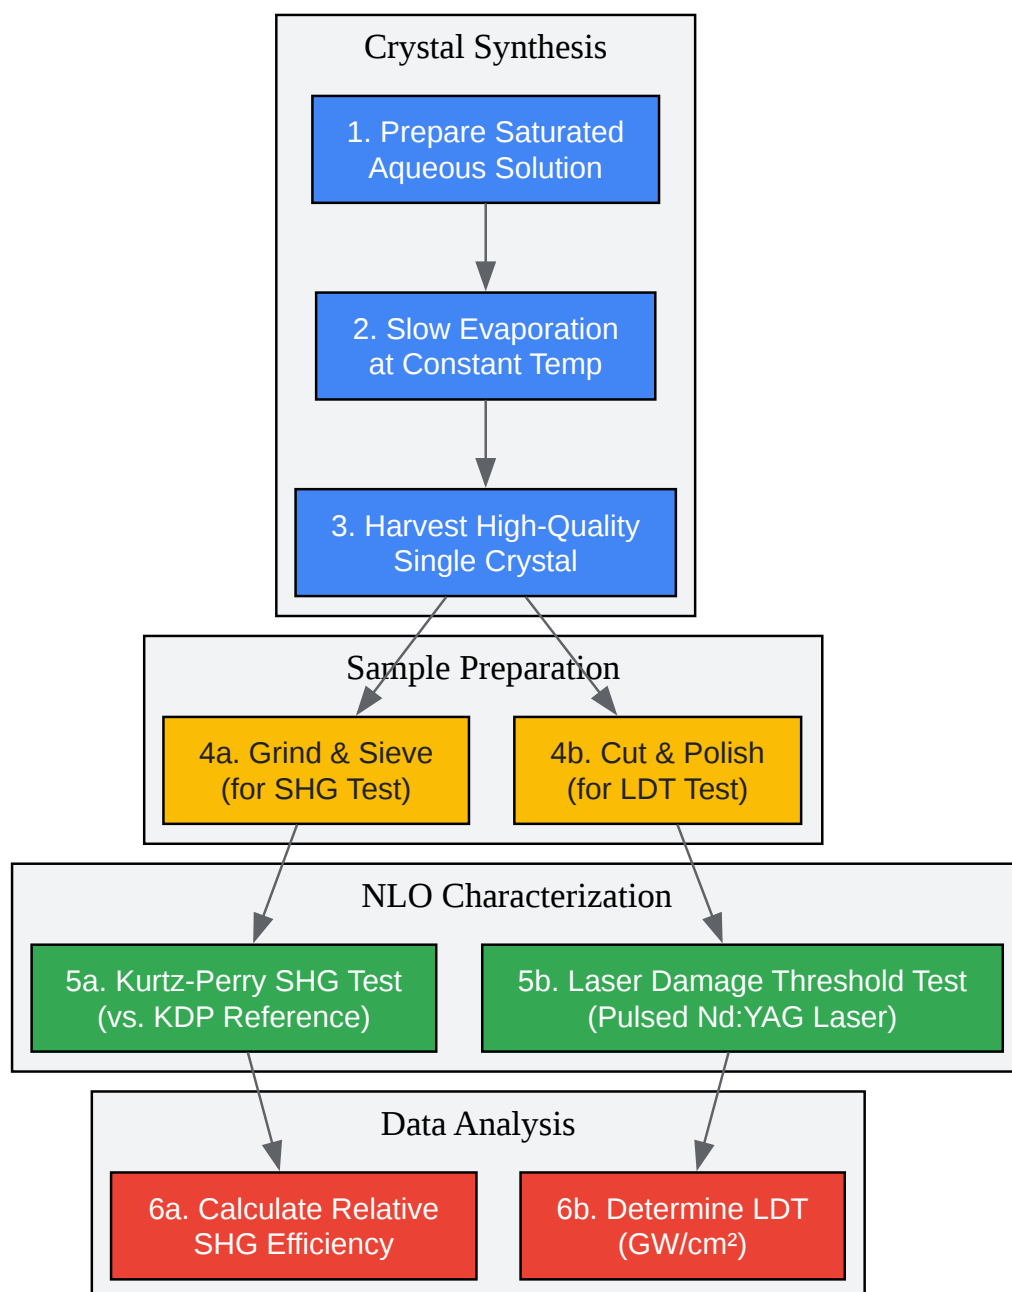 Crystal Synthesis
1. Prepare Saturated
Aqueous Solution
2. Slow Evaporation
at Constant Temp
3. Harvest High-Quality
Single Crystal
Sample Preparation
4a. Grind & Sieve
(for SHG Test)
4b. Cut & Polish
(for LDT Test)
NLO Characterization
5a. Kurtz-Perry SHG Test
(vs. KDP Reference)
5b. Laser Damage Threshold Test
(Pulsed Nd:YAG Laser)
Data Analysis
6a. Calculate Relative
SHG Efficiency
6b. Determine LDT
(GW/cm²)